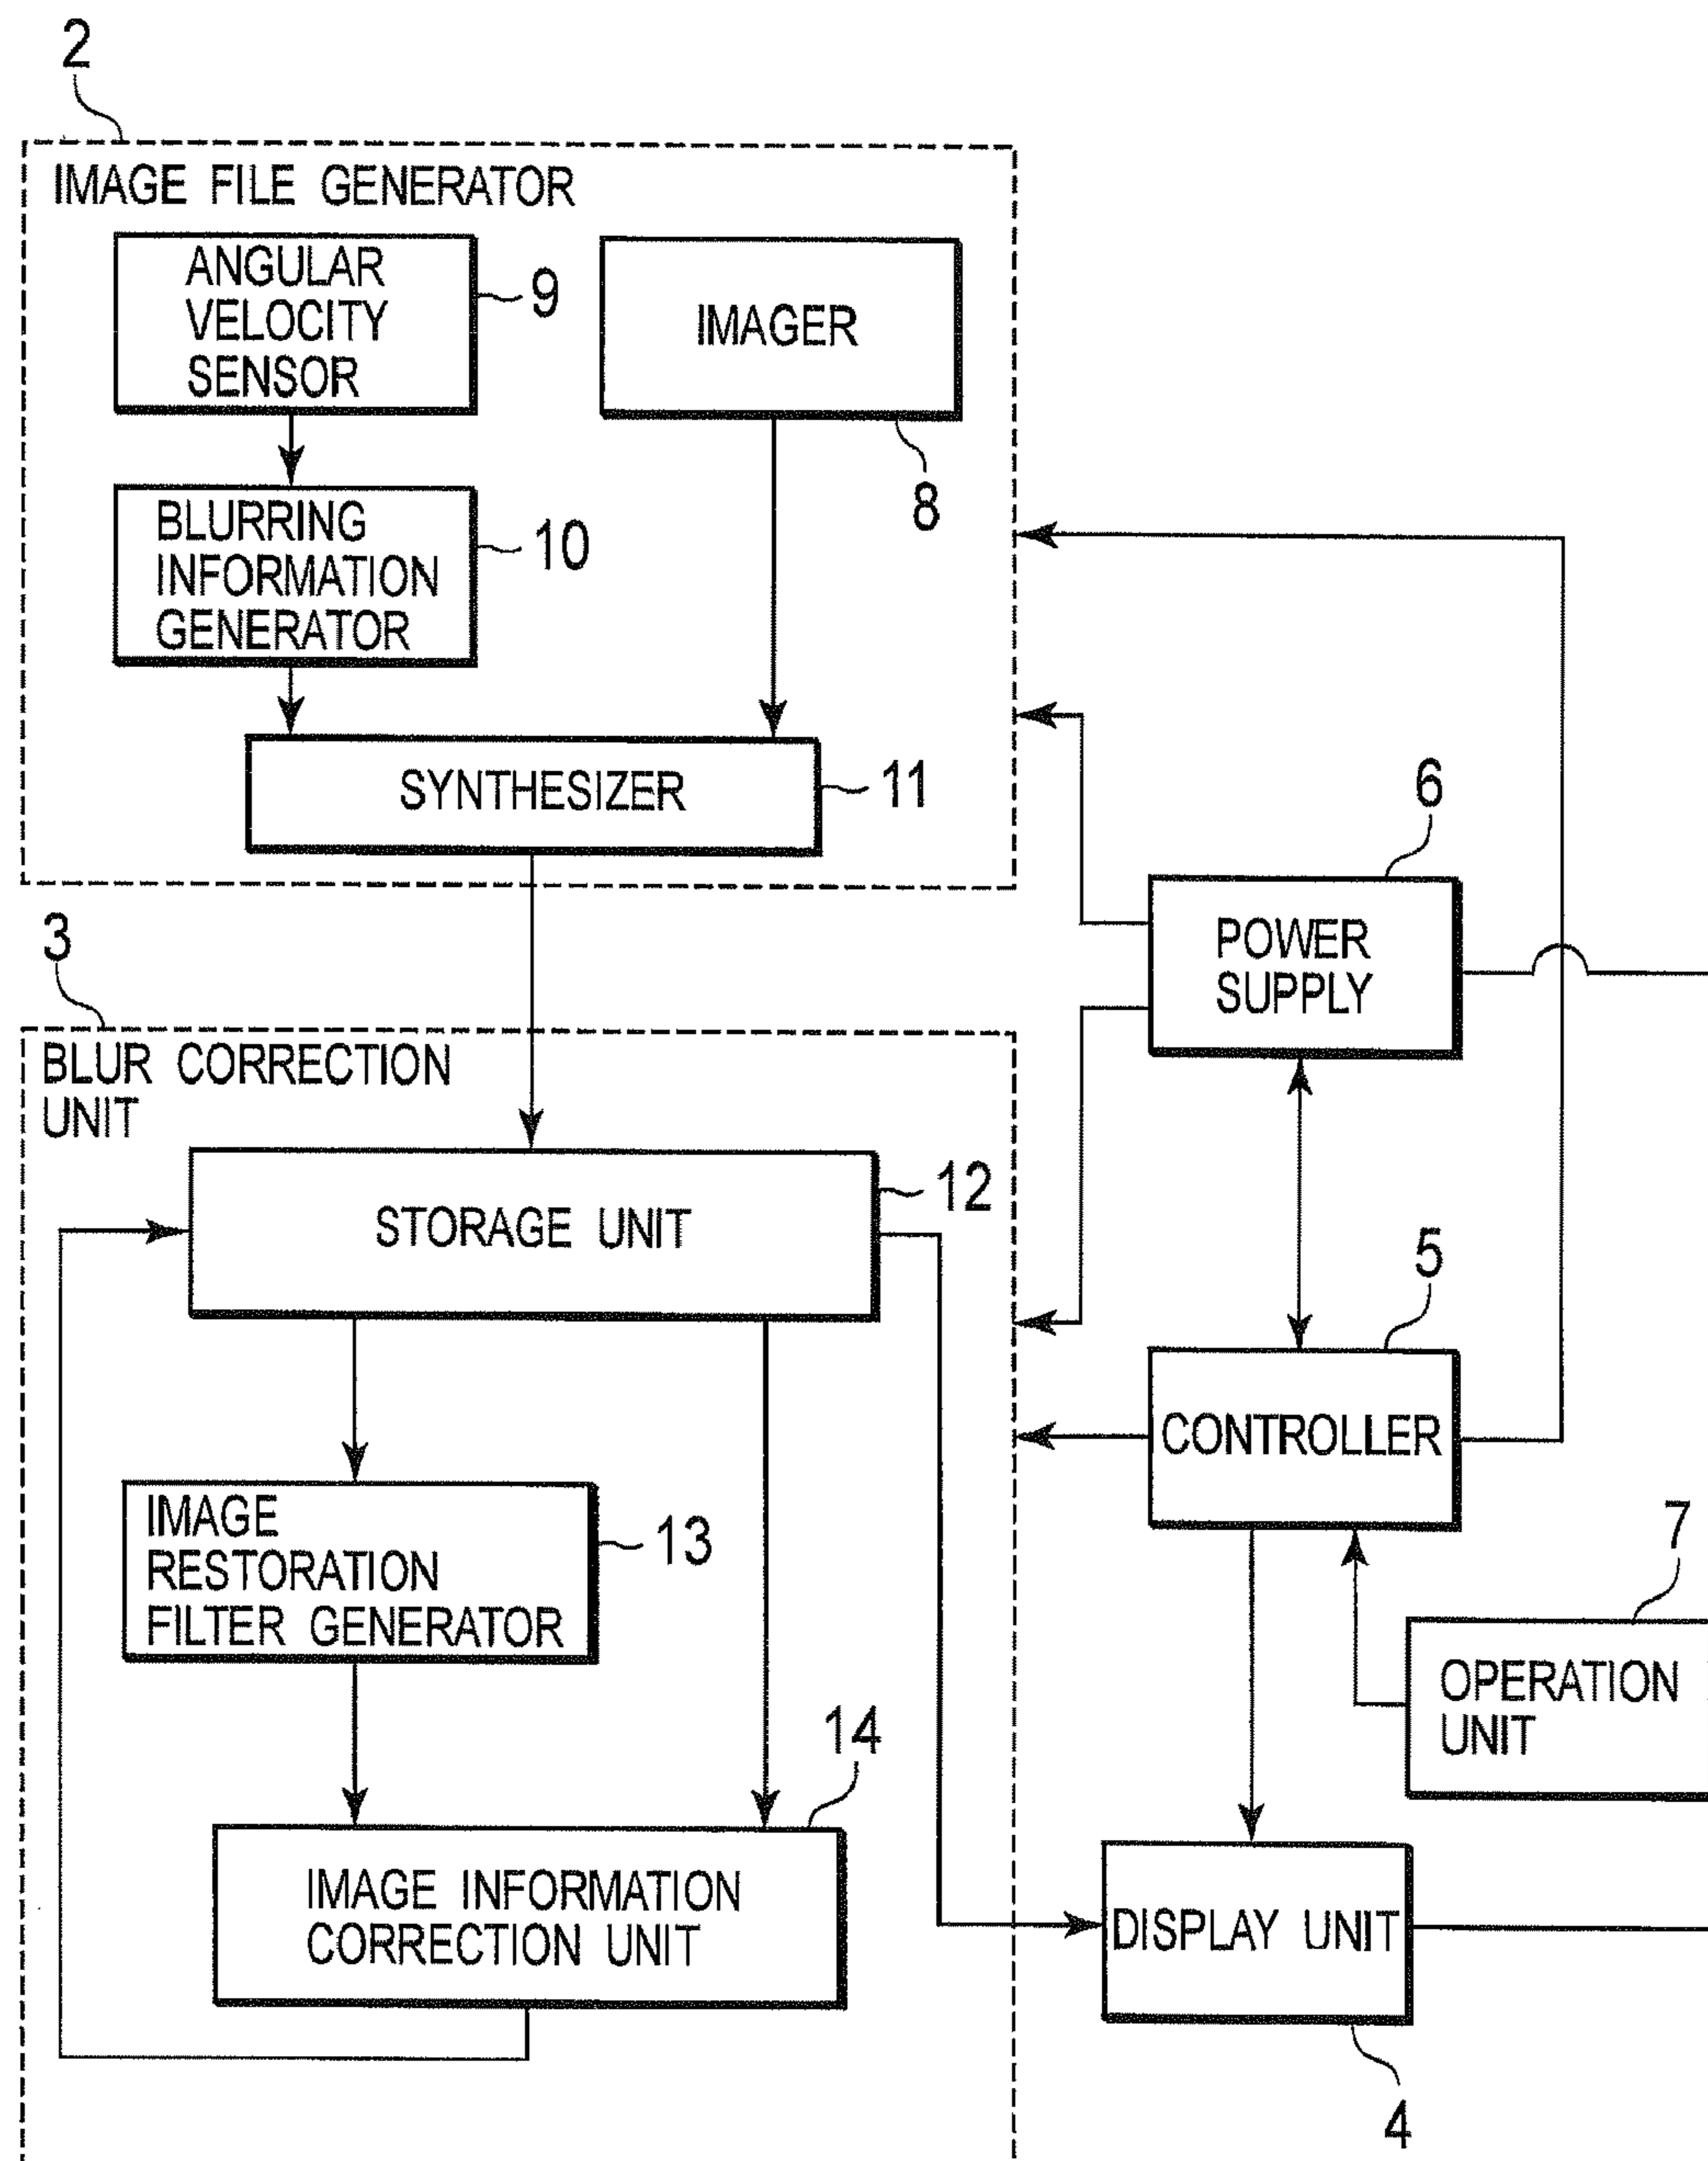 2
IMAGE FILE GENERATOR
ANGULAR
VELOCITY
SENSOR
9
IMAGER
8
BLURRING
INFORMATION
GENERATOR
10
SYNTHESIZER
11
6
POWER
SUPPLY
3
BLUR CORRECTION
UNIT
STORAGE UNIT
12
5
CONTROLLER
IMAGE
RESTORATION
FILTER GENERATOR
13
7
OPERATION
UNIT
14
IMAGE INFORMATION
CORRECTION UNIT
DISPLAY UNIT
4